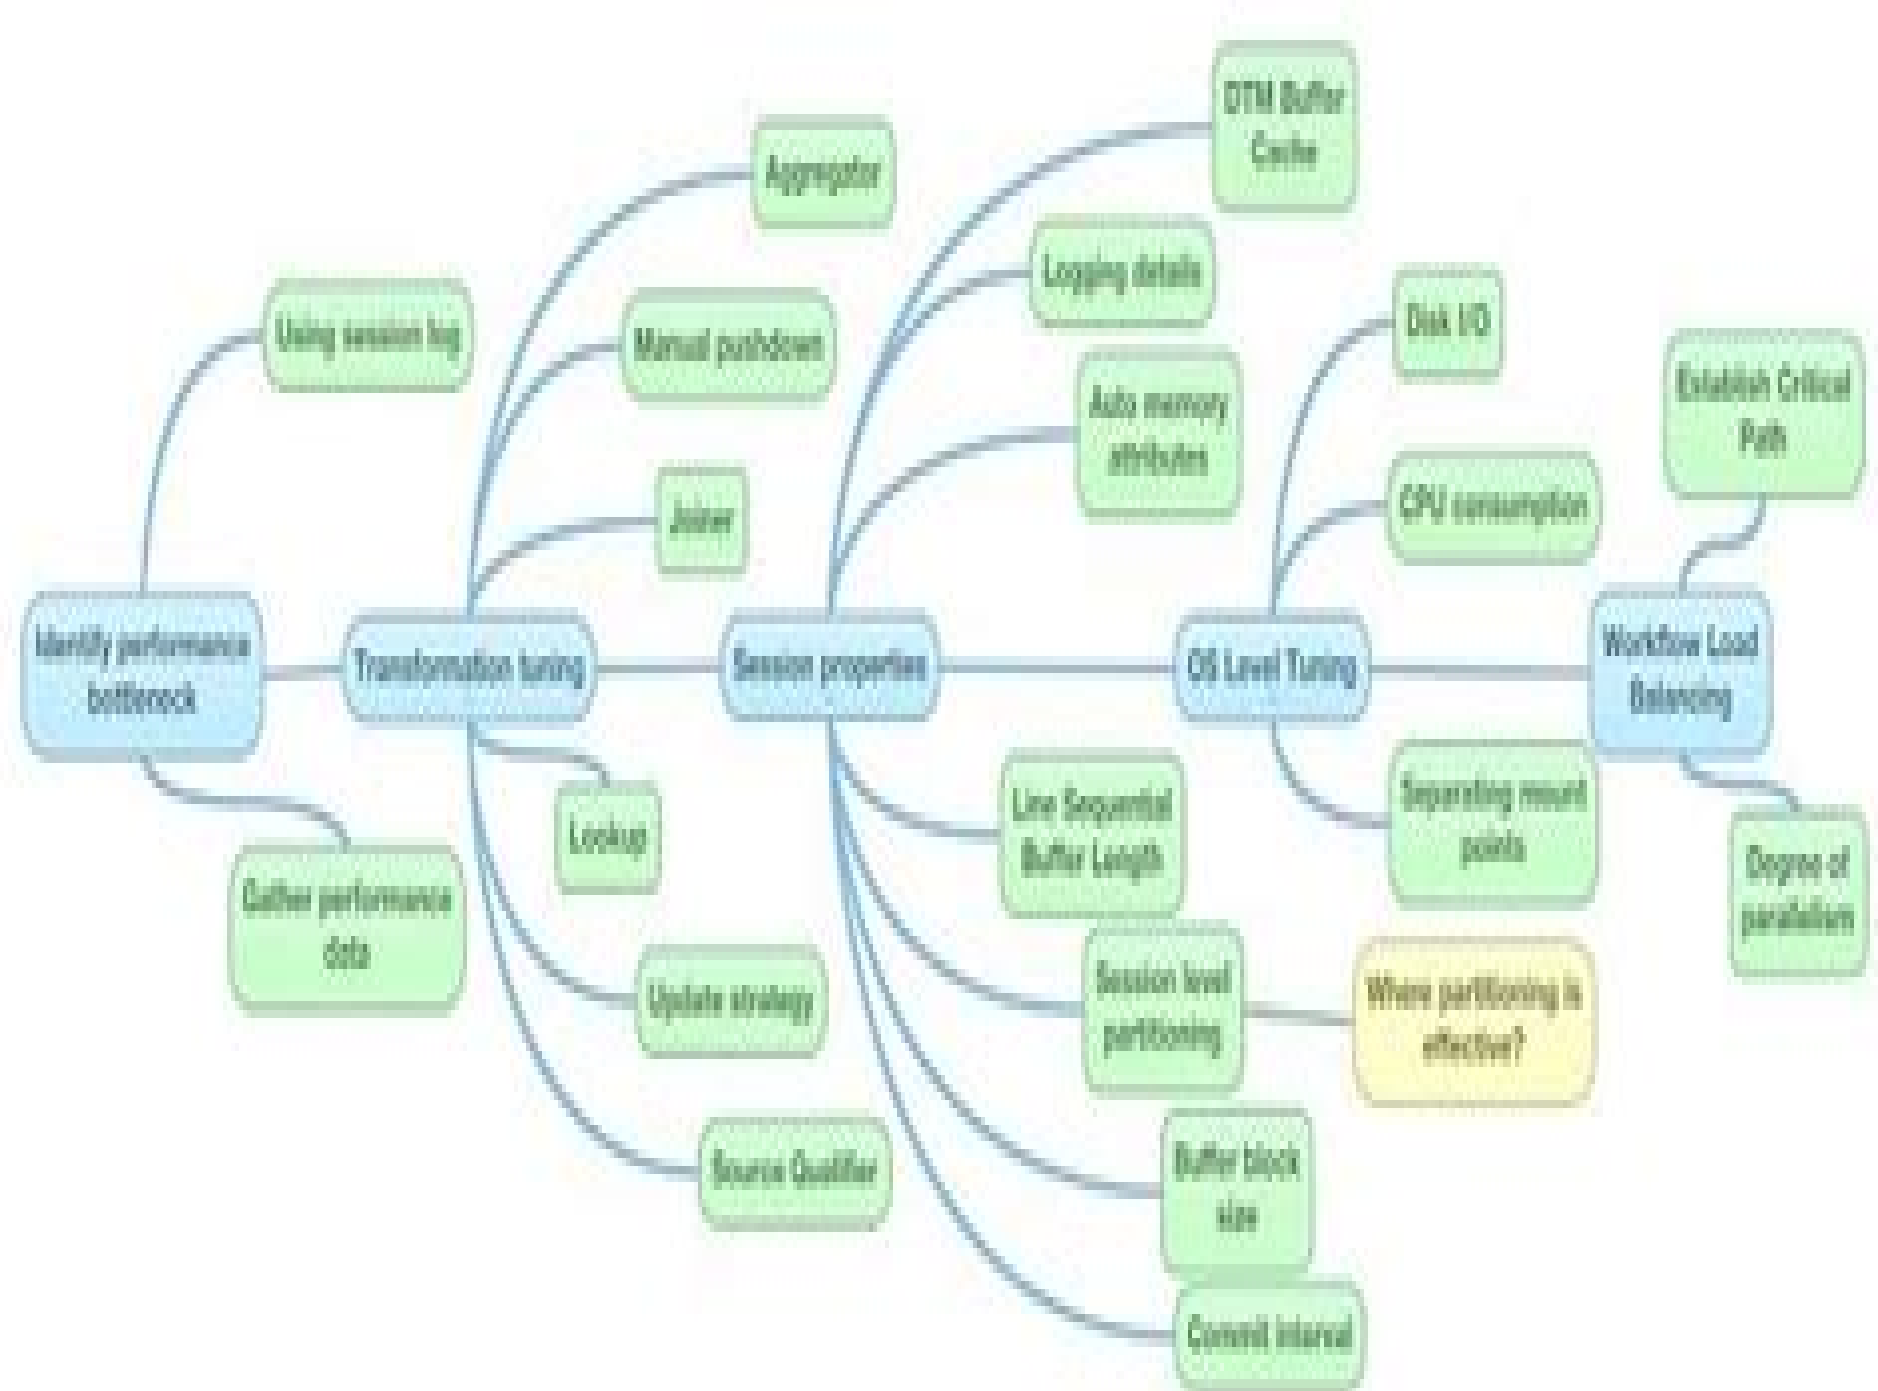 DTM Buffer
Cache
Aggregator
Logging details
Using session log
Manual pushdown
Disk I/O
Auto memory
attributes
Establish Critical
Path
Joiner
CPU consumption
Identify performance
bottleneck
Transformation tuning
Session properties
OS Level Tuning
Workflow Load
Balancing
Lookup
Line Sequential
Buffer Length
Separating mount
points
Degree of
parallelism
Gather performance
data
Update strategy
Session level
partitioning
Where partitioning is
effective?
Source Qualifier
Buffer block
size
Commit interval